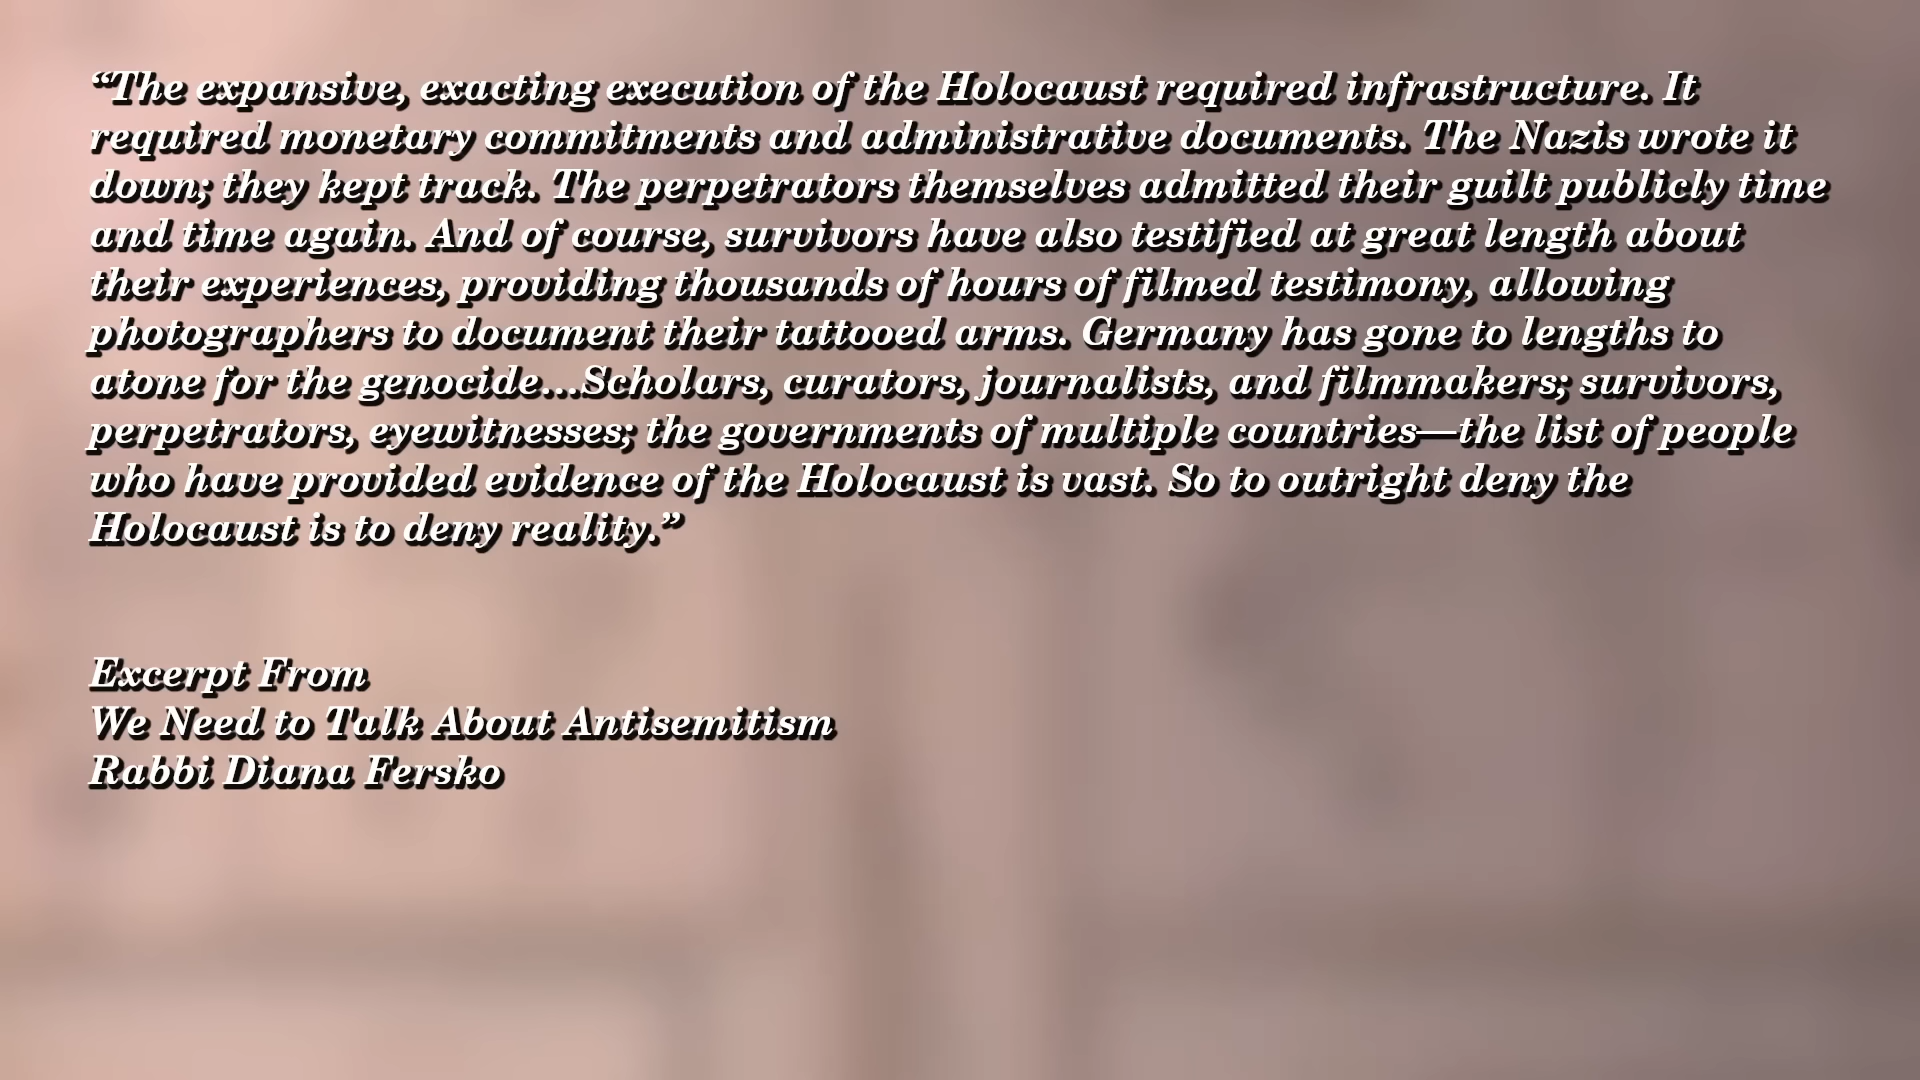 “The expansive, exacting execution of the Holocaust required infrastructure. It
required monetary commitments and administrative documents. The Nazis wrote it
down; they kept track. The perpetrators themselves admitted their guilt publicly time
and time again. And of course, survivors have also testified at great length about
their experiences, providing thousands of hours of filmed testimony, allowing
photographers to document their tattooed arms. Germany has gone to lengths to
atone for the genocide...Scholars, curators, journalists, and filmmakers; survivors,
perpetrators, eyewitnesses; the governments of multiple countries—the list of people
who have provided evidence of the Holocaust is vast. So to outright deny the
Holocaust is to deny reality.”
Excerpt From
We Need to Talk About Antisemitism
Rabbi Diana Fersko